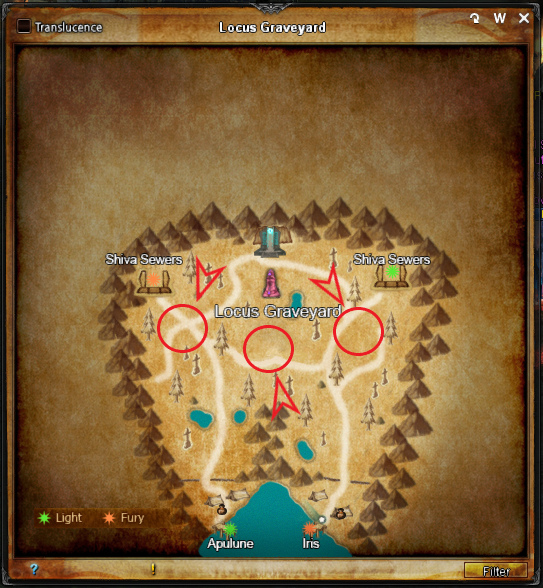 Translucence
Locus Graveyard
W
Shiva Sewers
Shiva Sewers
Locus Graveyard
Light
Fury
Apulune
Iris
?
!
Filter